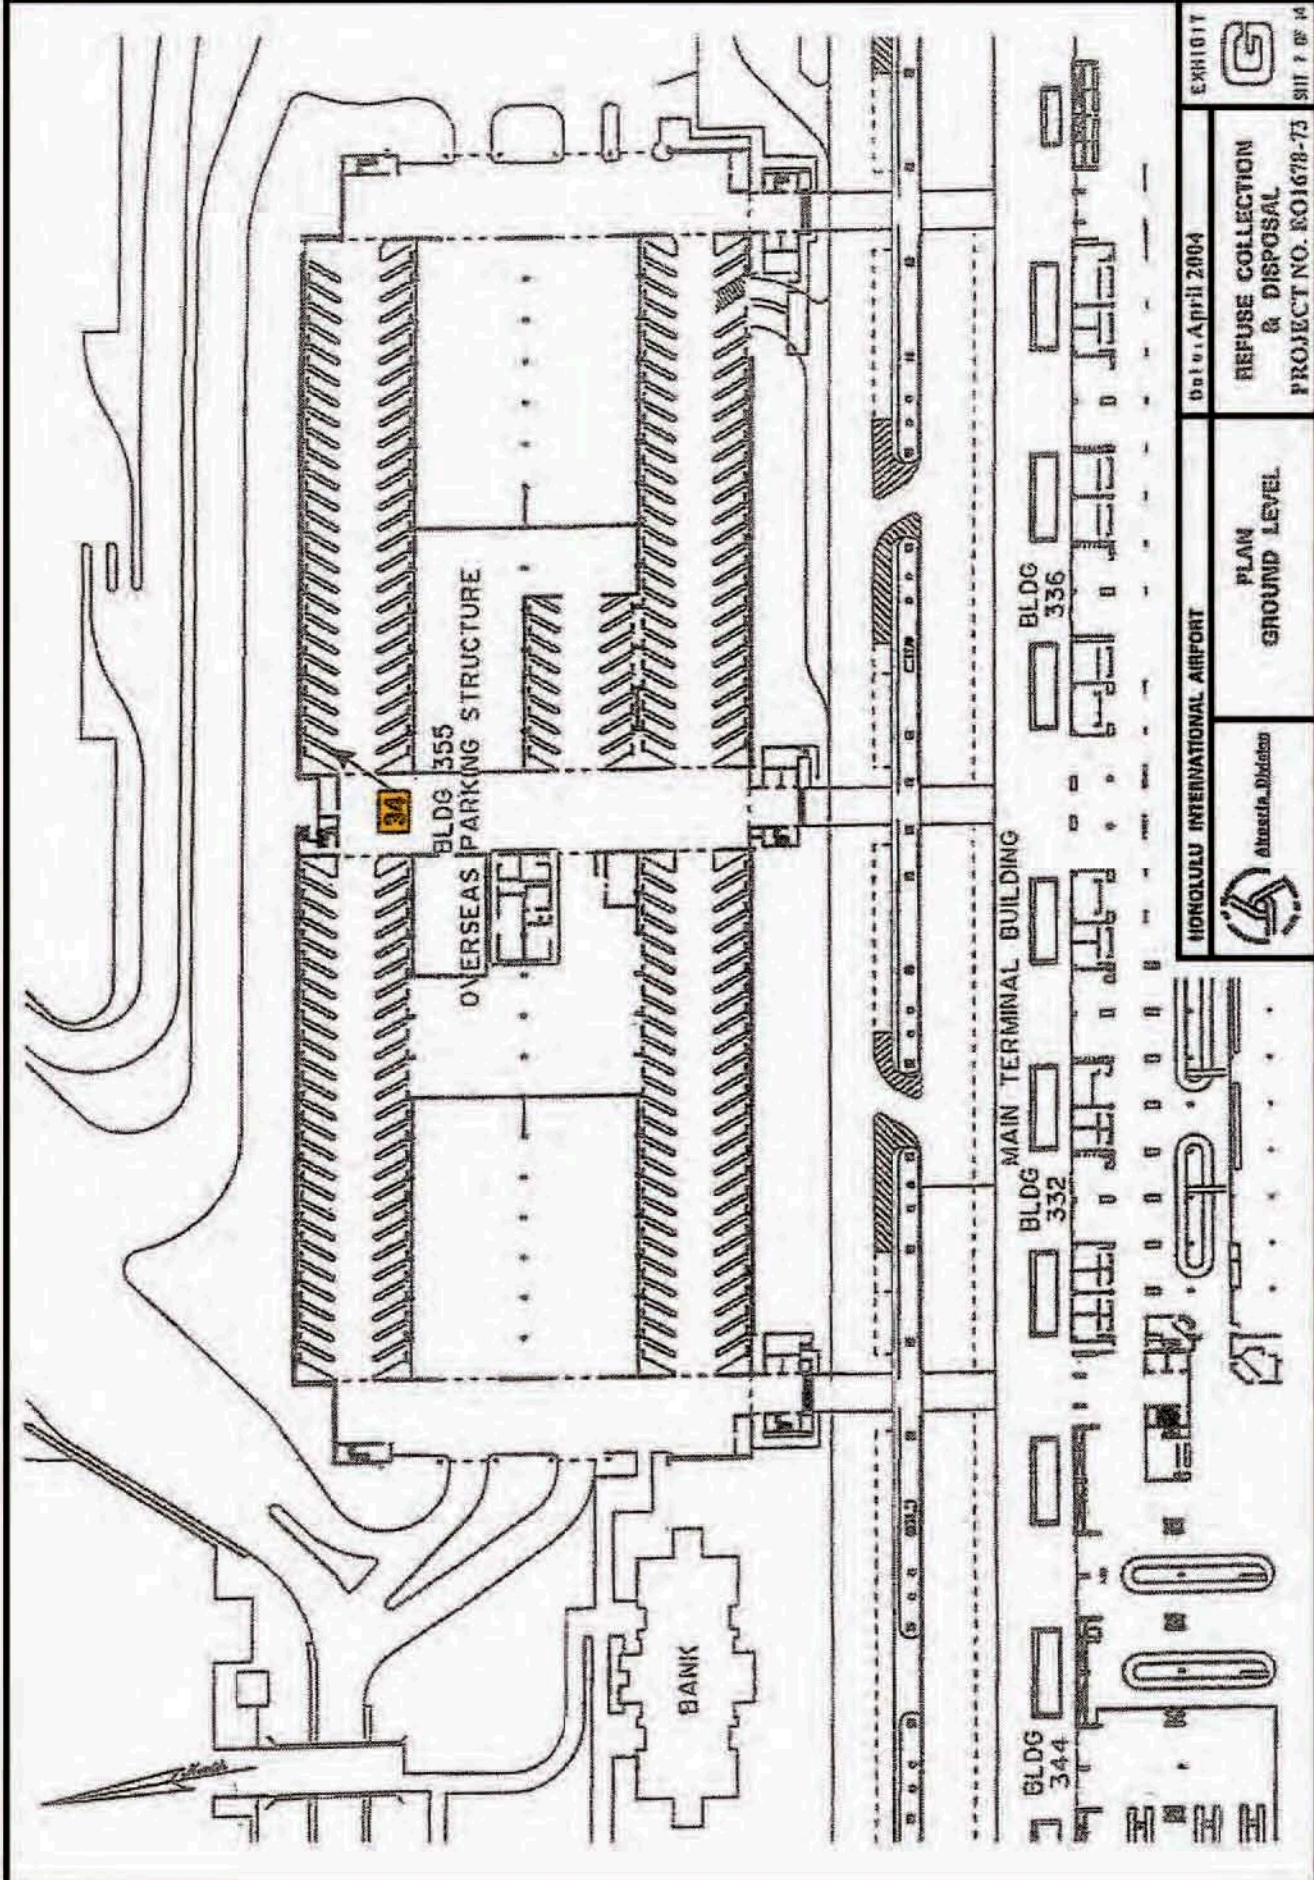 34
BLDG 355
OVERSEAS PARKING STRUCTURE
BLDG
336
MAIN TERMINAL BUILDING
BLDG
332
BLDG
344
BANK
HONOLULU INTERNATIONAL AIRPORT
Airports Division
PLAN
GROUND LEVEL
Date: April 2004
REFUSE COLLECTION
& DISPOSAL
PROJECT NO. EO1678-73
EXHIBIT
G